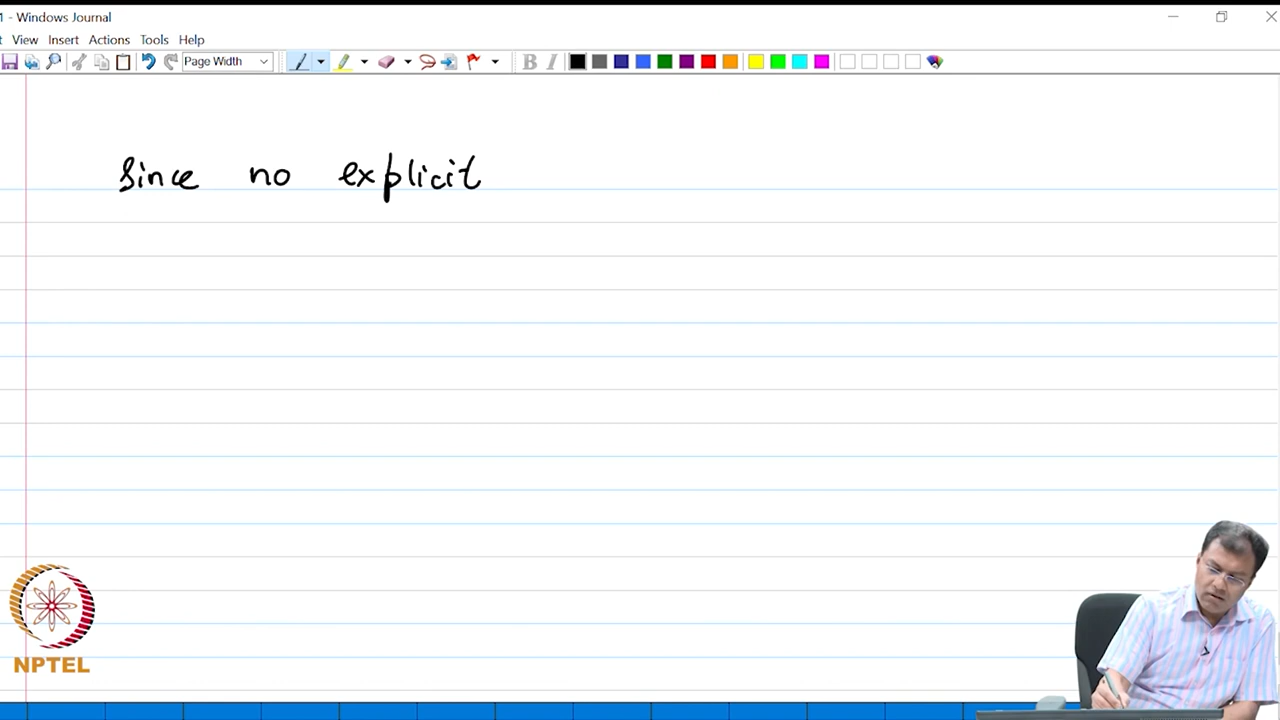 1 - Windows Journal
t View Insert Actions Tools Help
Page Width
B I
Since no explicit
NPTEL